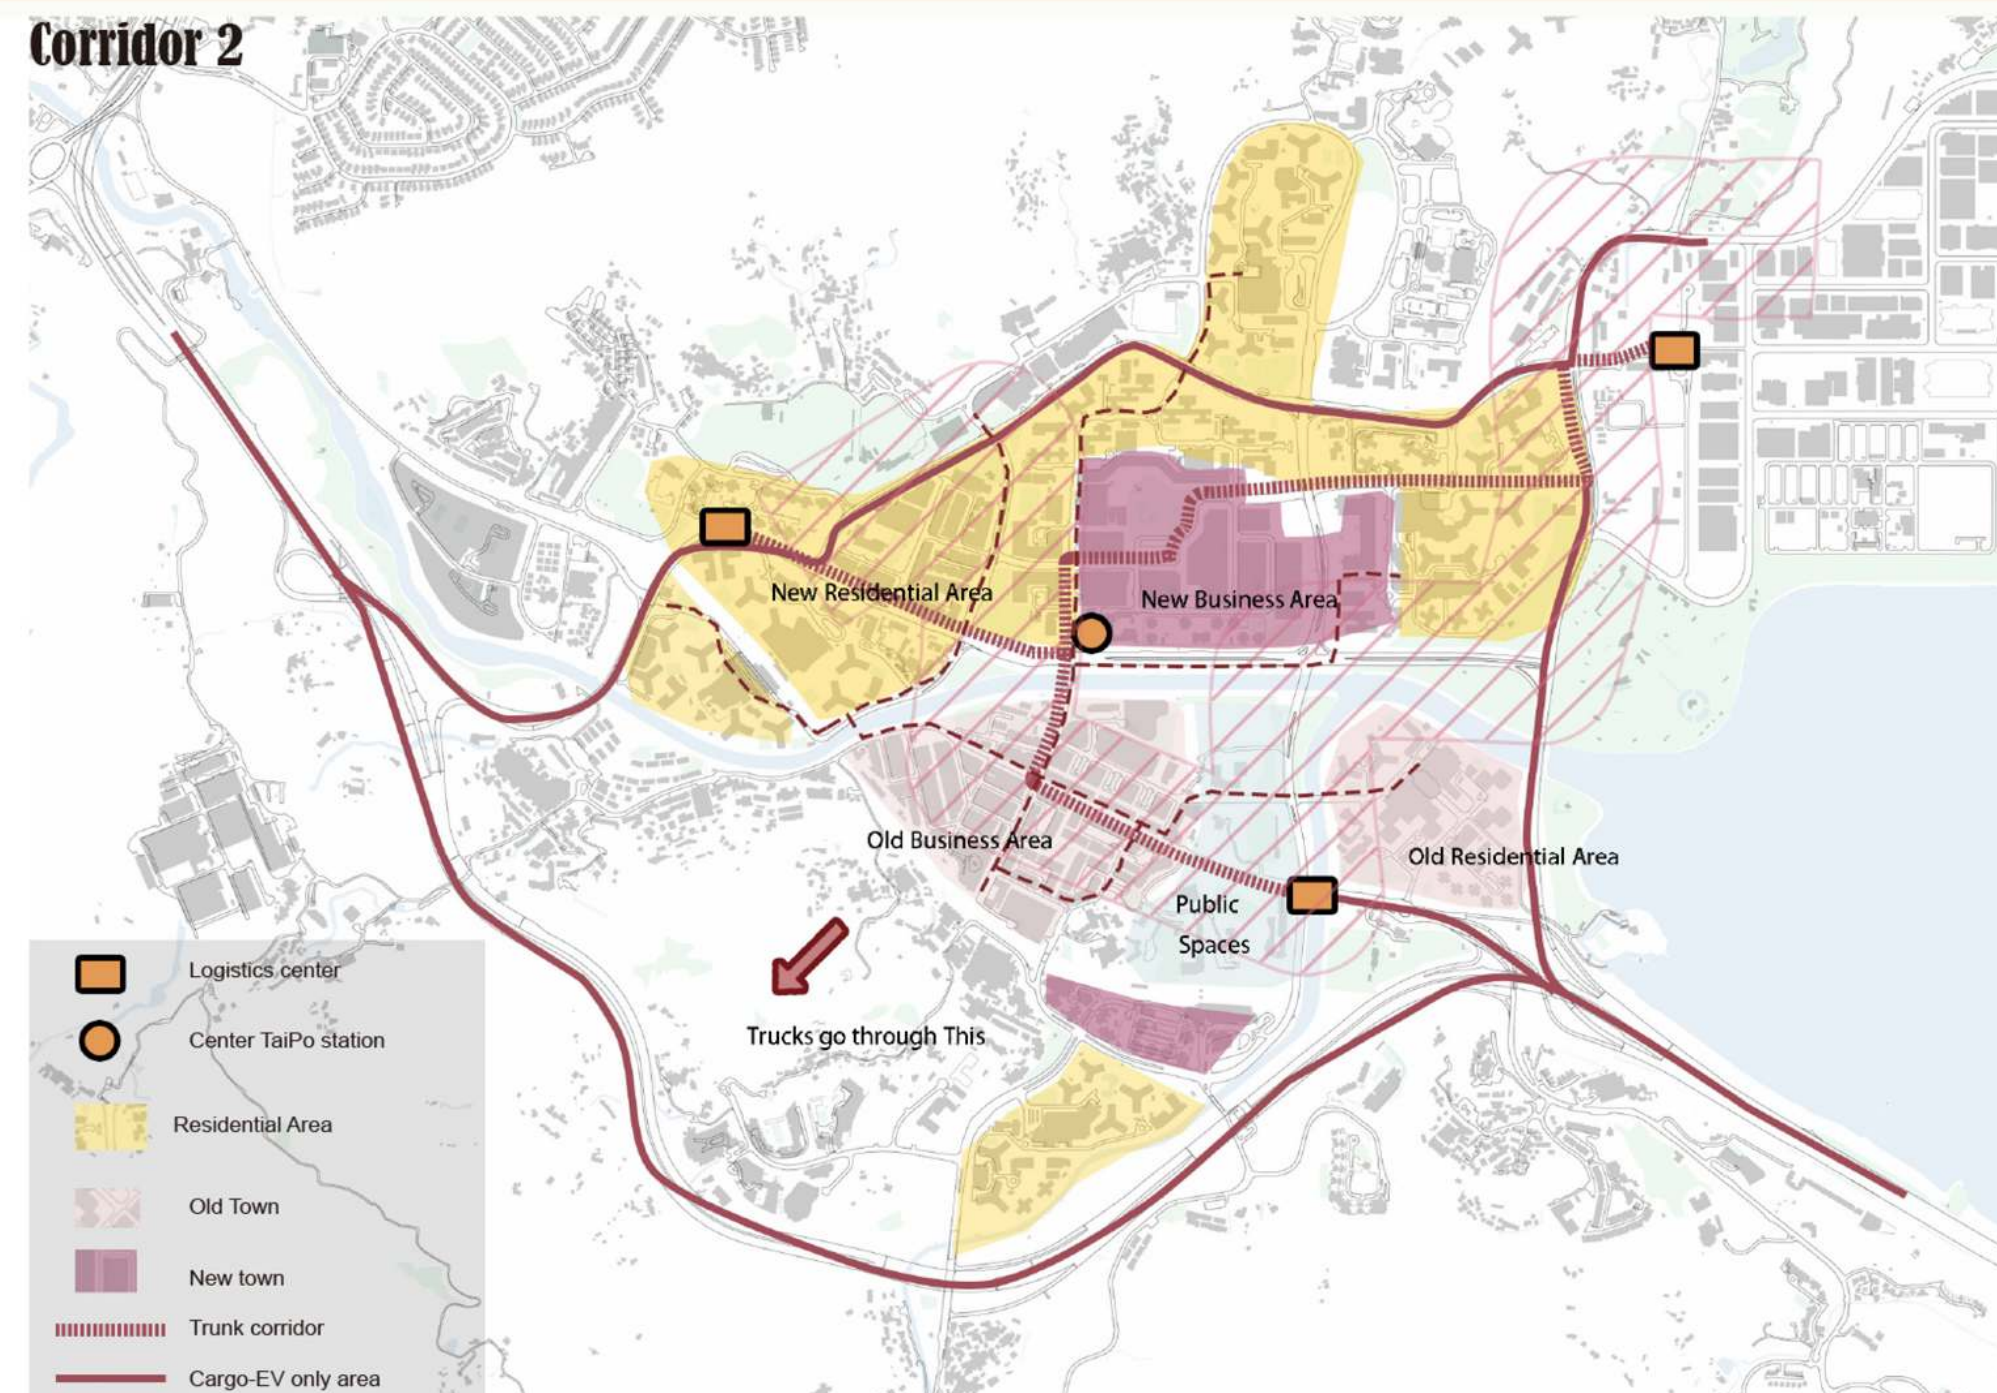 Corridor 2
New Residential Area
New Business Area
Old Business Area
Old Residential Area
Public
Spaces
Trucks go through This
Logistics center
Center TaiPo station
Residential Area
Old Town
New town
Trunk corridor
Cargo-EV only area